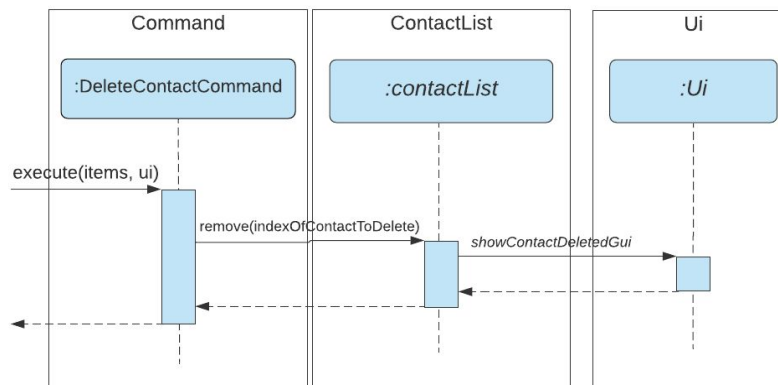 Command
ContactList
Ui
:DeleteContactCommand
:contactList
:Ui
execute(items, ui)
remove(indexOfContactToDelete)
showContactDeletedGui